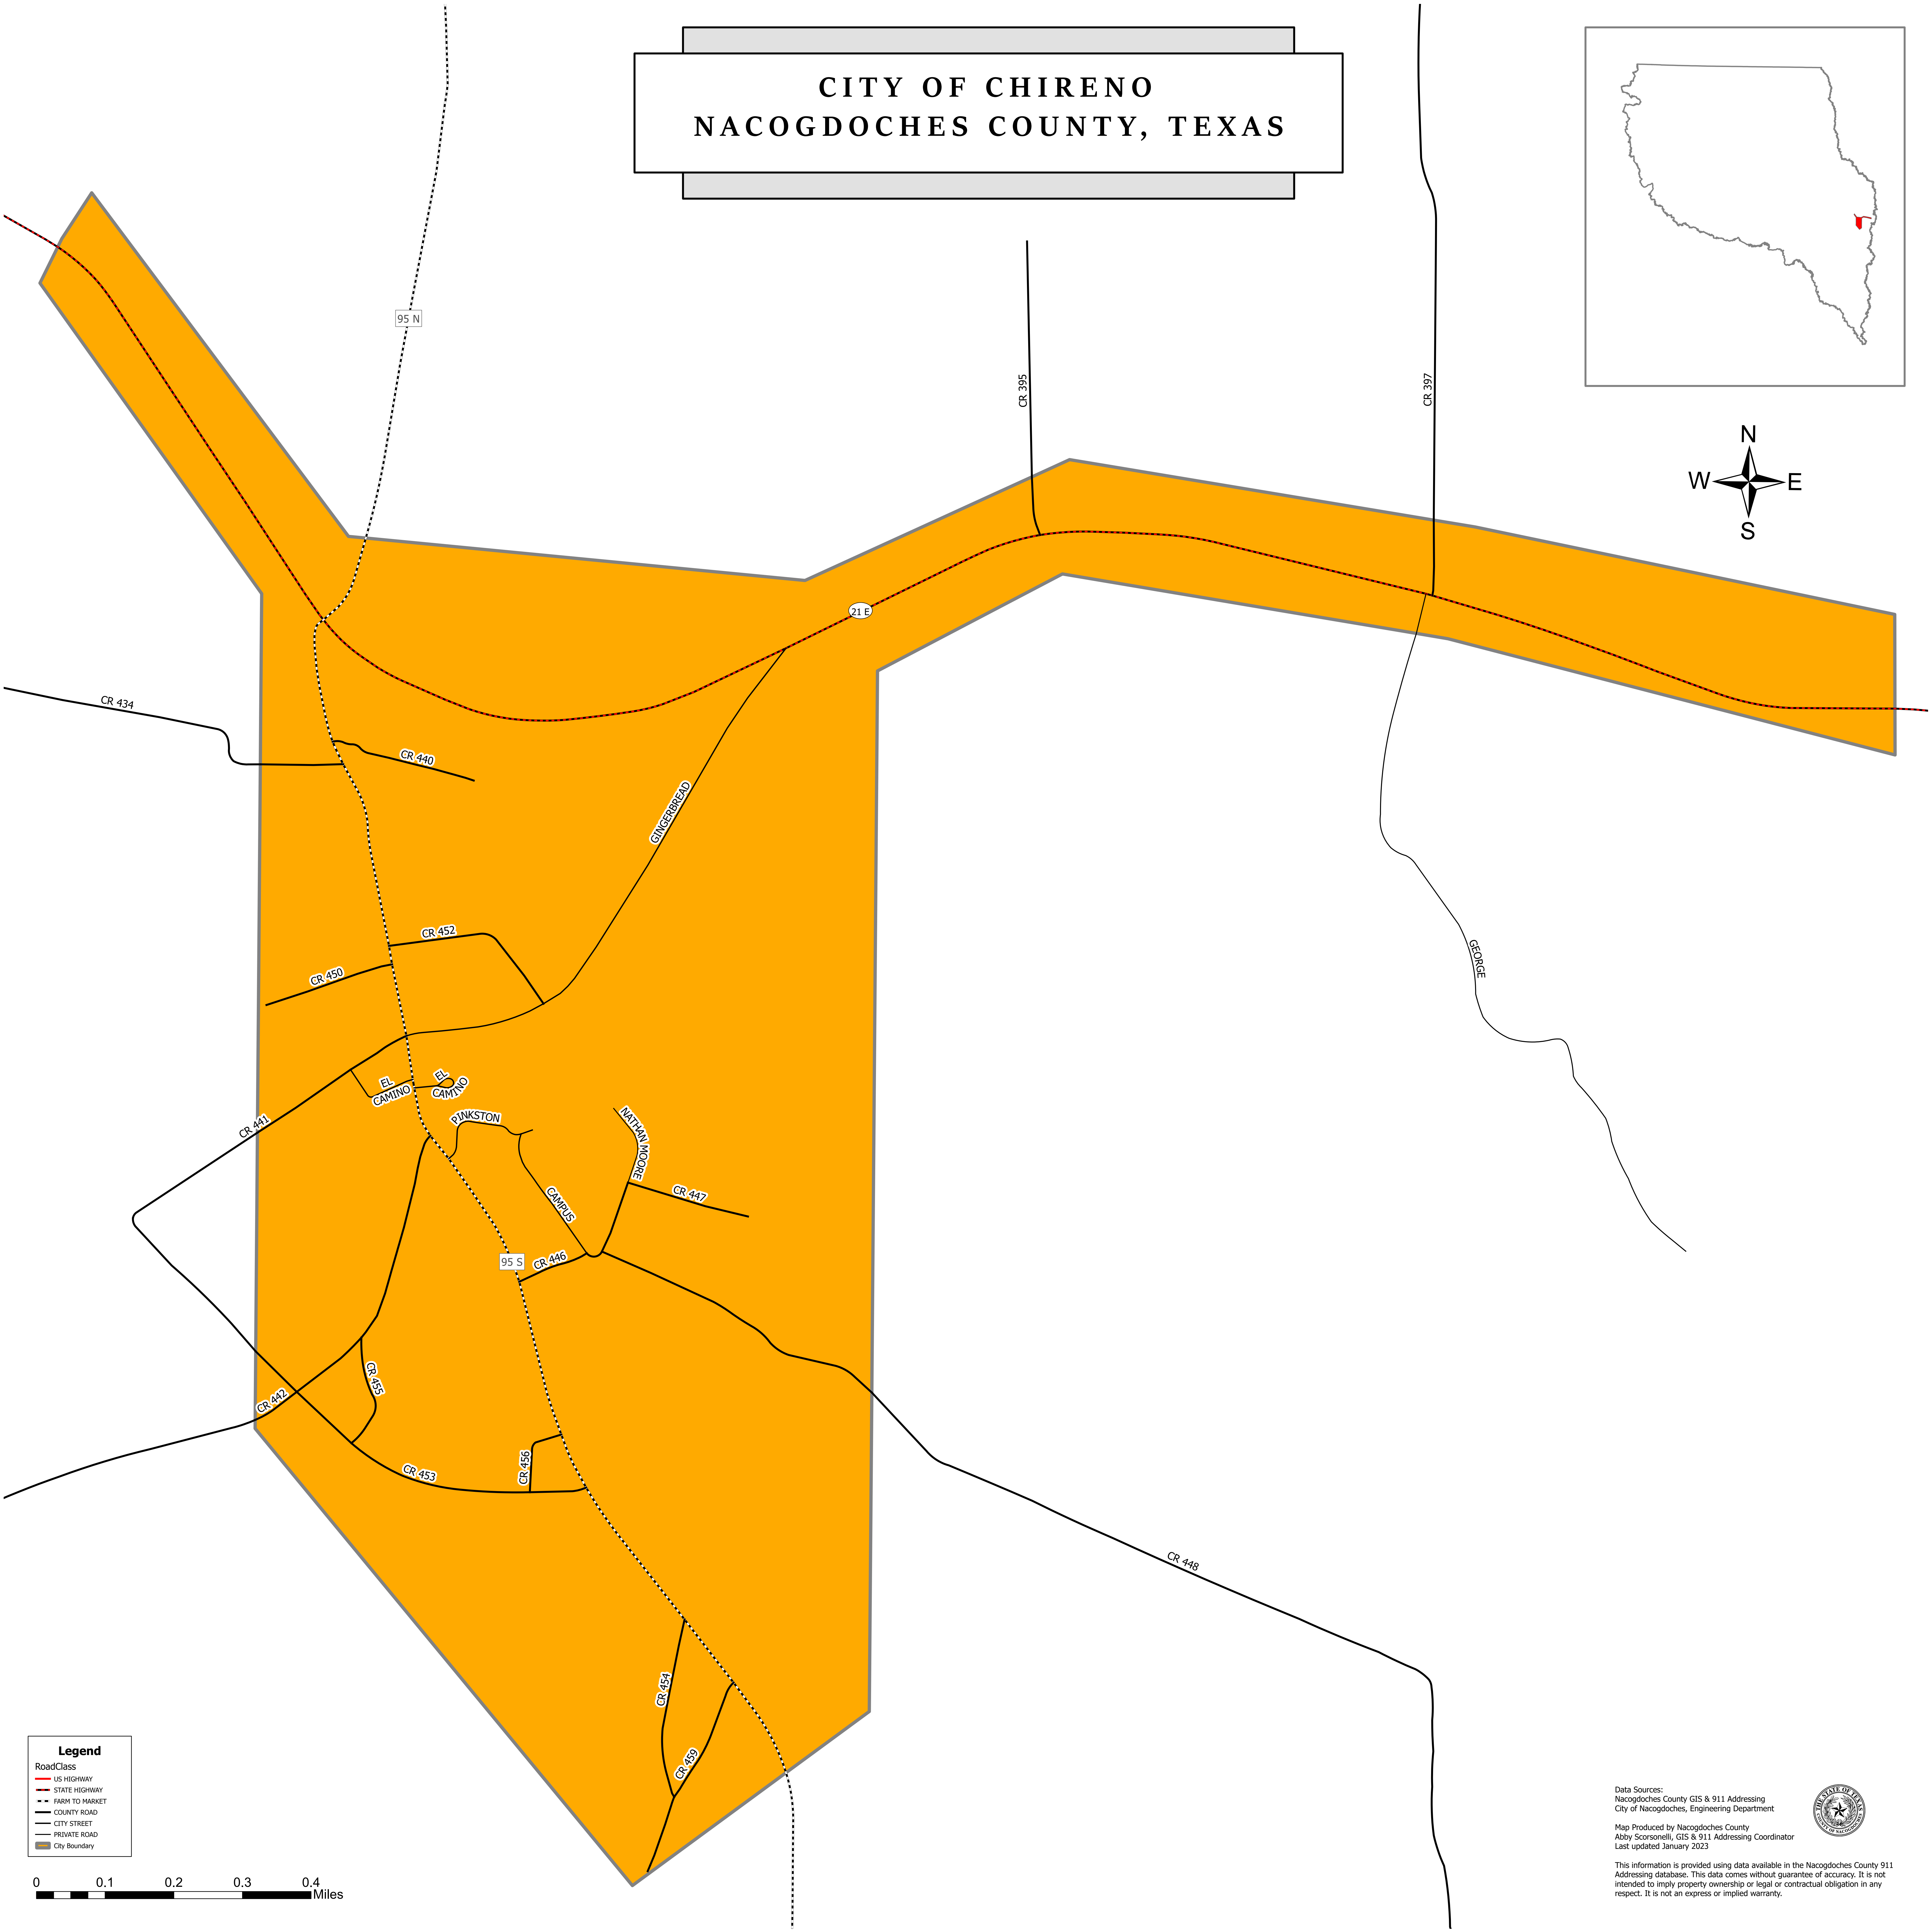 CITY OF CHIRENO
NACOGDOCHES COUNTY, TEXAS
95 N
CR 395
CR 397
N
W
E
S
21 E
CR 434
CR 440
GINGERBREAD
CR 452
CR 450
GEORGE
EL
CAMINO
EL
CAMINO
CR 441
PINKSTON
NATHAN MOORE
CAMPUS
CR 447
95 S
CR 446
CR 455
CR 442
CR 453
CR 456
CR 448
CR 454
CR 459
Legend
RoadClass
US HIGHWAY
STATE HIGHWAY
FARM TO MARKET
COUNTY ROAD
CITY STREET
PRIVATE ROAD
City Boundary
0 0.1 0.2 0.3 0.4
Miles
Data Sources:
Nacogdoches County GIS & 911 Addressing
City of Nacogdoches, Engineering Department
Map Produced by Nacogdoches County
Abby Scorsonelli, GIS & 911 Addressing Coordinator
Last updated January 2023
This information is provided using data available in the Nacogdoches County 911
Addressing database. This data comes without guarantee of accuracy. It is not
intended to imply property ownership or legal or contractual obligation in any
respect. It is not an express or implied warranty.
THE STATE OF TEXAS
COUNTY OF NACOGDOCHES